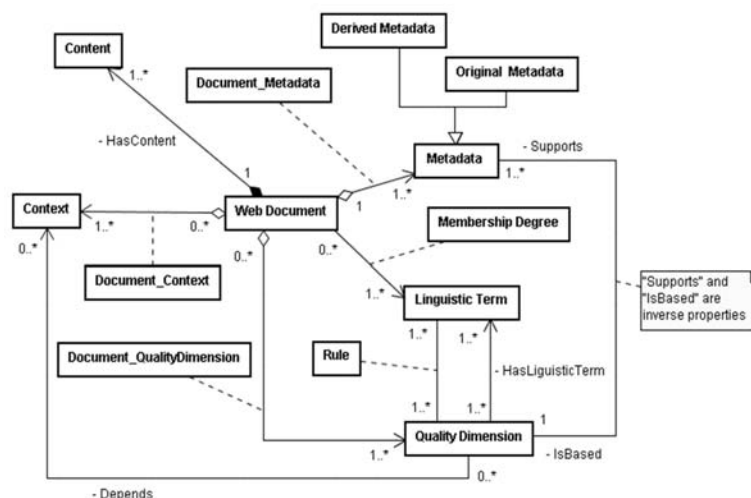 Derived Metadata
Content
Original Metadata
1..*
Document_Metadata
- HasContent
Metadata
- Supports
1..*
1
1
1..*
Context
Web Document
1..*
0..*
0..*
0..*
0..*
Membership Degree
Document_Context
1..*
Linguistic Term
"Supports" and
"IsBased" are
inverse properties
1..*
1..*
Document_QualityDimension
Rule
- HasLiguisticTerm
1..*
1..*
1
1..*
Quality Dimension
- IsBased
0..*
- Depends